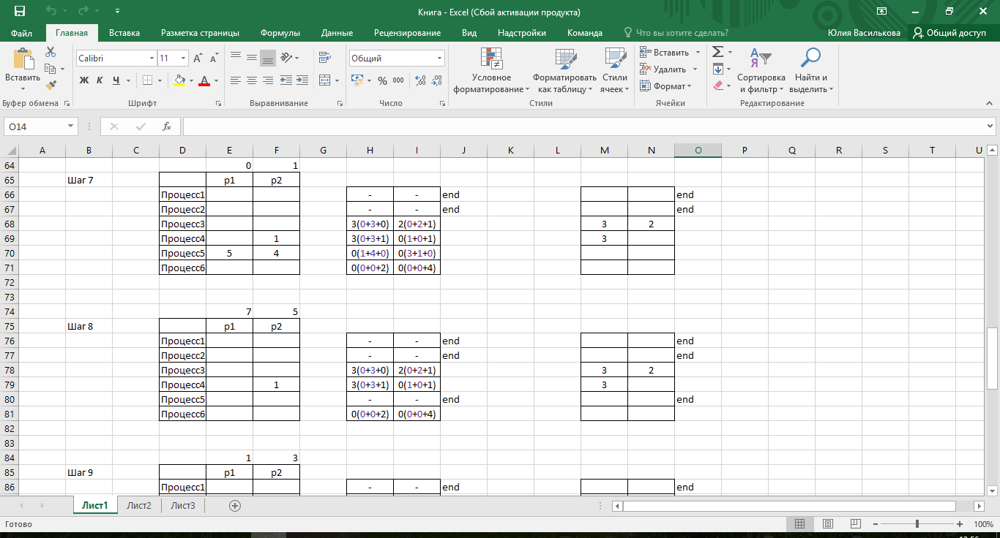 Книга - Excel (Сбой активации продукта)
Файл Главная Вставка Разметка страницы Формулы Данные Рецензирование Вид Надстройки Команда Что вы хотите сделать? Юлия Василькова Общий доступ
Calibri 11 Общий
Вставить
Ж К Ч А % 000
Условное форматирование
Форматировать как таблицу
Стили ячеек
Вставить
Удалить
Формат
Сортировка и фильтр
Найти и выделить
Буфер обмена Шрифт Выравнивание Число Стили Ячейки Редактирование
O14 fx
A B C D E F G H I J K L M N O P Q R S T U
64 0 1
65 Шаг 7 p1 p2
66 Процесс1 - - end end
67 Процесс2 - - end end
68 Процесс3 3(0+3+0) 2(0+2+1) 3 2
69 Процесс4 1 3(0+3+1) 0(1+0+1) 3
70 Процесс5 5 4 0(1+4+0) 0(3+1+0)
71 Процесс6 0(0+0+2) 0(0+0+4)
72
73
74 7 5
75 Шаг 8 p1 p2
76 Процесс1 - - end end
77 Процесс2 - - end end
78 Процесс3 3(0+3+0) 2(0+2+1) 3 2
79 Процесс4 1 3(0+3+1) 0(1+0+1) 3
80 Процесс5 - - end end
81 Процесс6 0(0+0+2) 0(0+0+4)
82
83
84 1 3
85 Шаг 9 p1 p2
86 Процесс1 - - end end
Лист1 Лист2 Лист3
Готово 100%